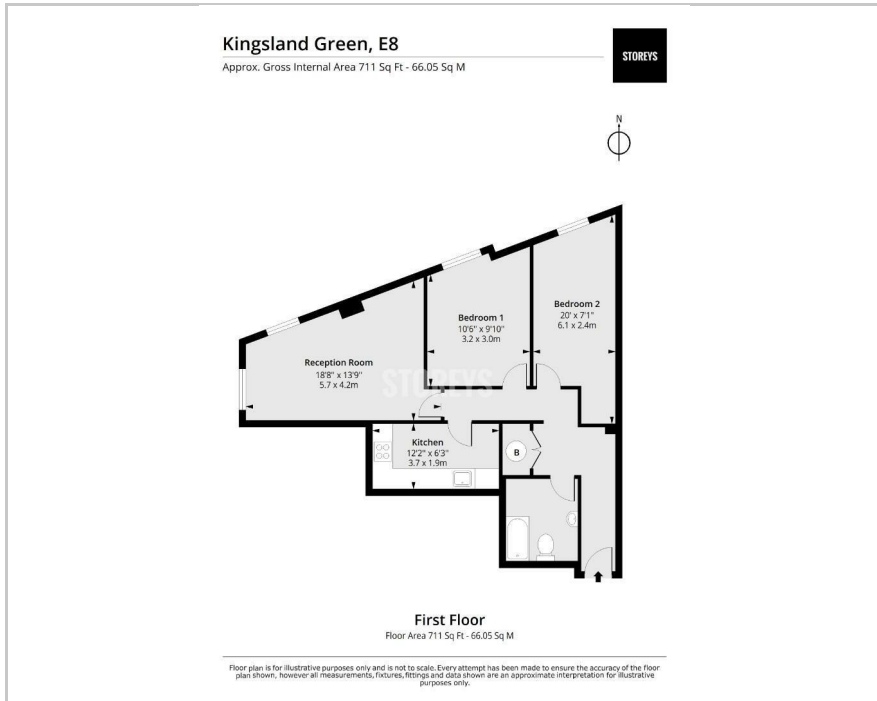 Kingsland Green, E8
Approx. Gross Internal Area 711 Sq Ft - 66.05 Sq M
STOREYS
N
Bedroom 2
20' x 7'1"
6.1 x 2.4m
Bedroom 1
10'6" x 9'10"
3.2 x 3.0m
Reception Room
18'8" x 13'9"
5.7 x 4.2m
STOREYS
Kitchen
12'2" x 6'3"
3.7 x 1.9m
B
First Floor
Floor Area 711 Sq Ft - 66.05 Sq M
Floor plan is for illustrative purposes only and is not to scale. Every attempt has been made to ensure the accuracy of the floor
plan shown, however all measurements, fixtures, fittings and data shown are an approximate interpretation for illustrative
purposes only.